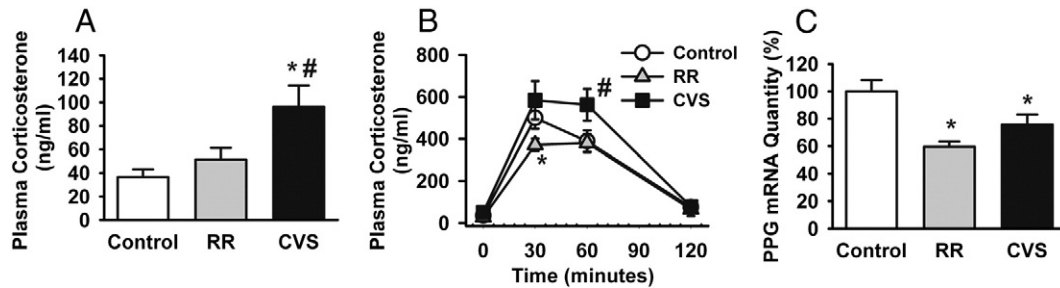 A
Plasma Corticosterone
(ng/ml)
140
120
100
80
60
40
20
0
* #
Control
RR
CVS
B
Plasma Corticosterone
(ng/ml)
800
600
400
200
0
Control
RR
CVS
#
*
0
30
60
90
120
Time (minutes)
C
PPG mRNA Quantity (%)
120
100
80
60
40
20
0
*
*
Control
RR
CVS